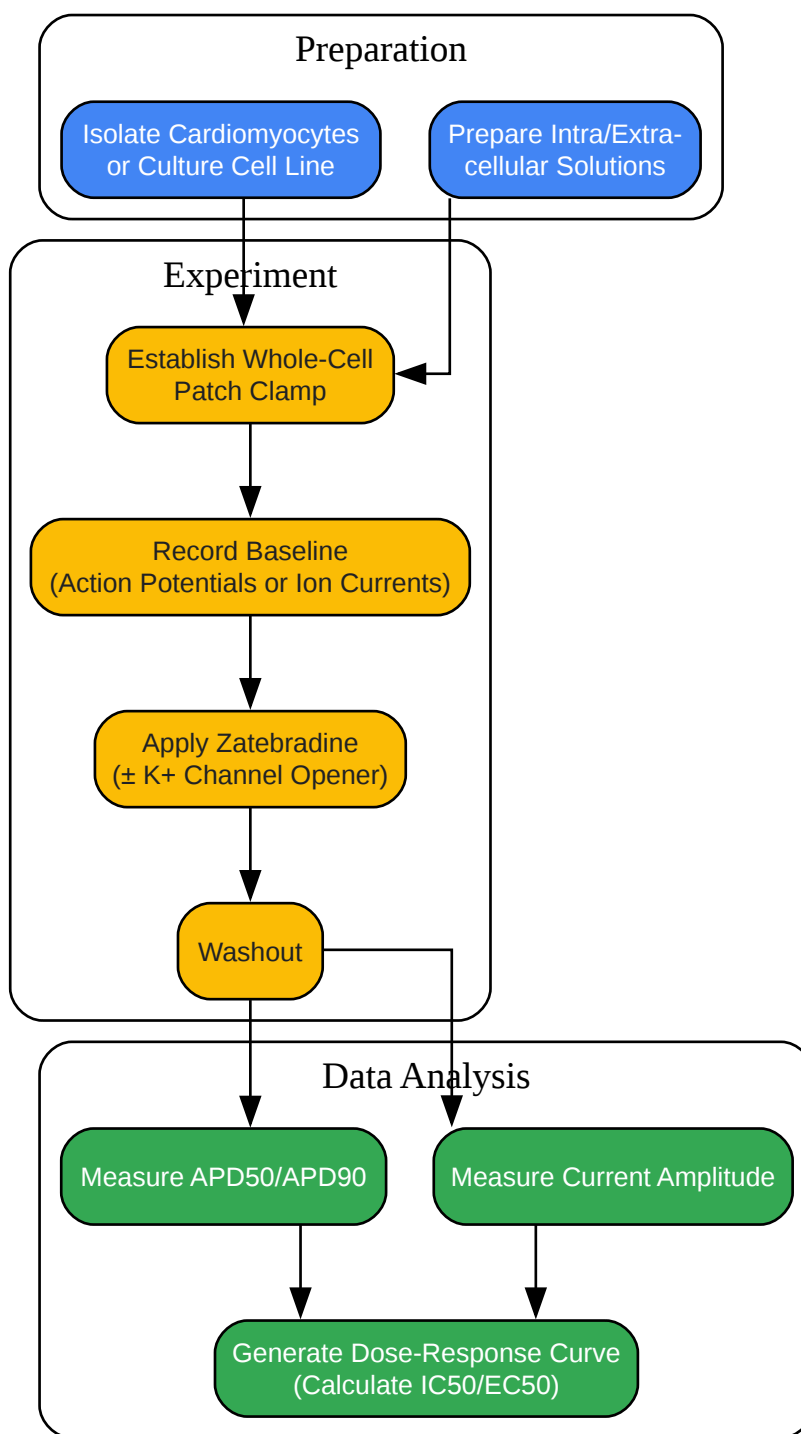 Preparation
Isolate Cardiomyocytes
or Culture Cell Line
Prepare Intra/Extra-
cellular Solutions
Experiment
Establish Whole-Cell
Patch Clamp
Record Baseline
(Action Potentials or Ion Currents)
Apply Zatebradine
(± K+ Channel Opener)
Washout
Data Analysis
Measure APD50/APD90
Measure Current Amplitude
Generate Dose-Response Curve
(Calculate IC50/EC50)